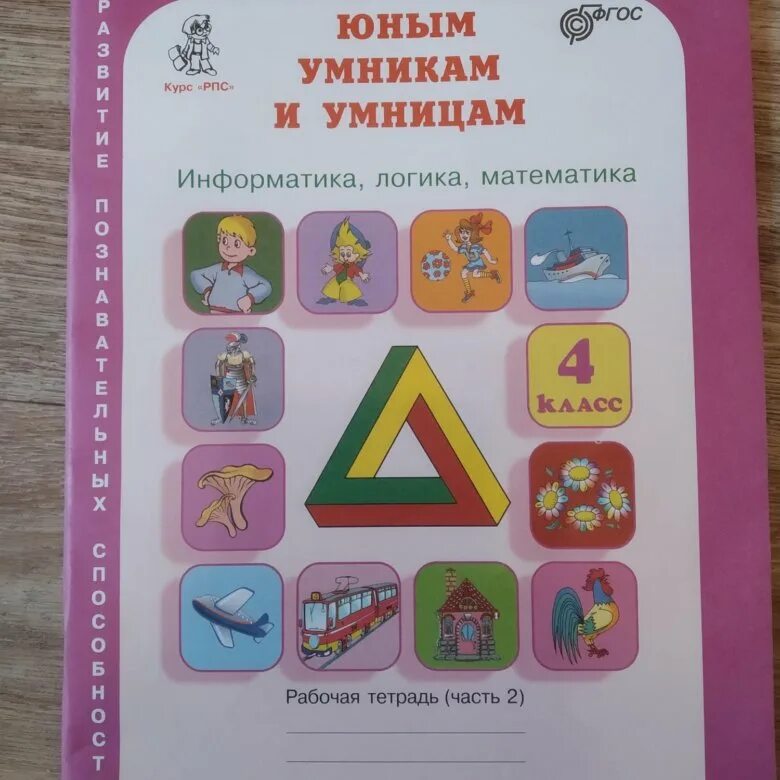 РАЗВИТИЕ ПОЗНАВАТЕЛЬНЫХ СПОСОБНОСТ
Курс «РПС»
ФГОС
ЮНЫМ
УМНИКАМ
И УМНИЦАМ
Информатика, логика, математика
4
КЛАСС
Рабочая тетрадь (часть 2)